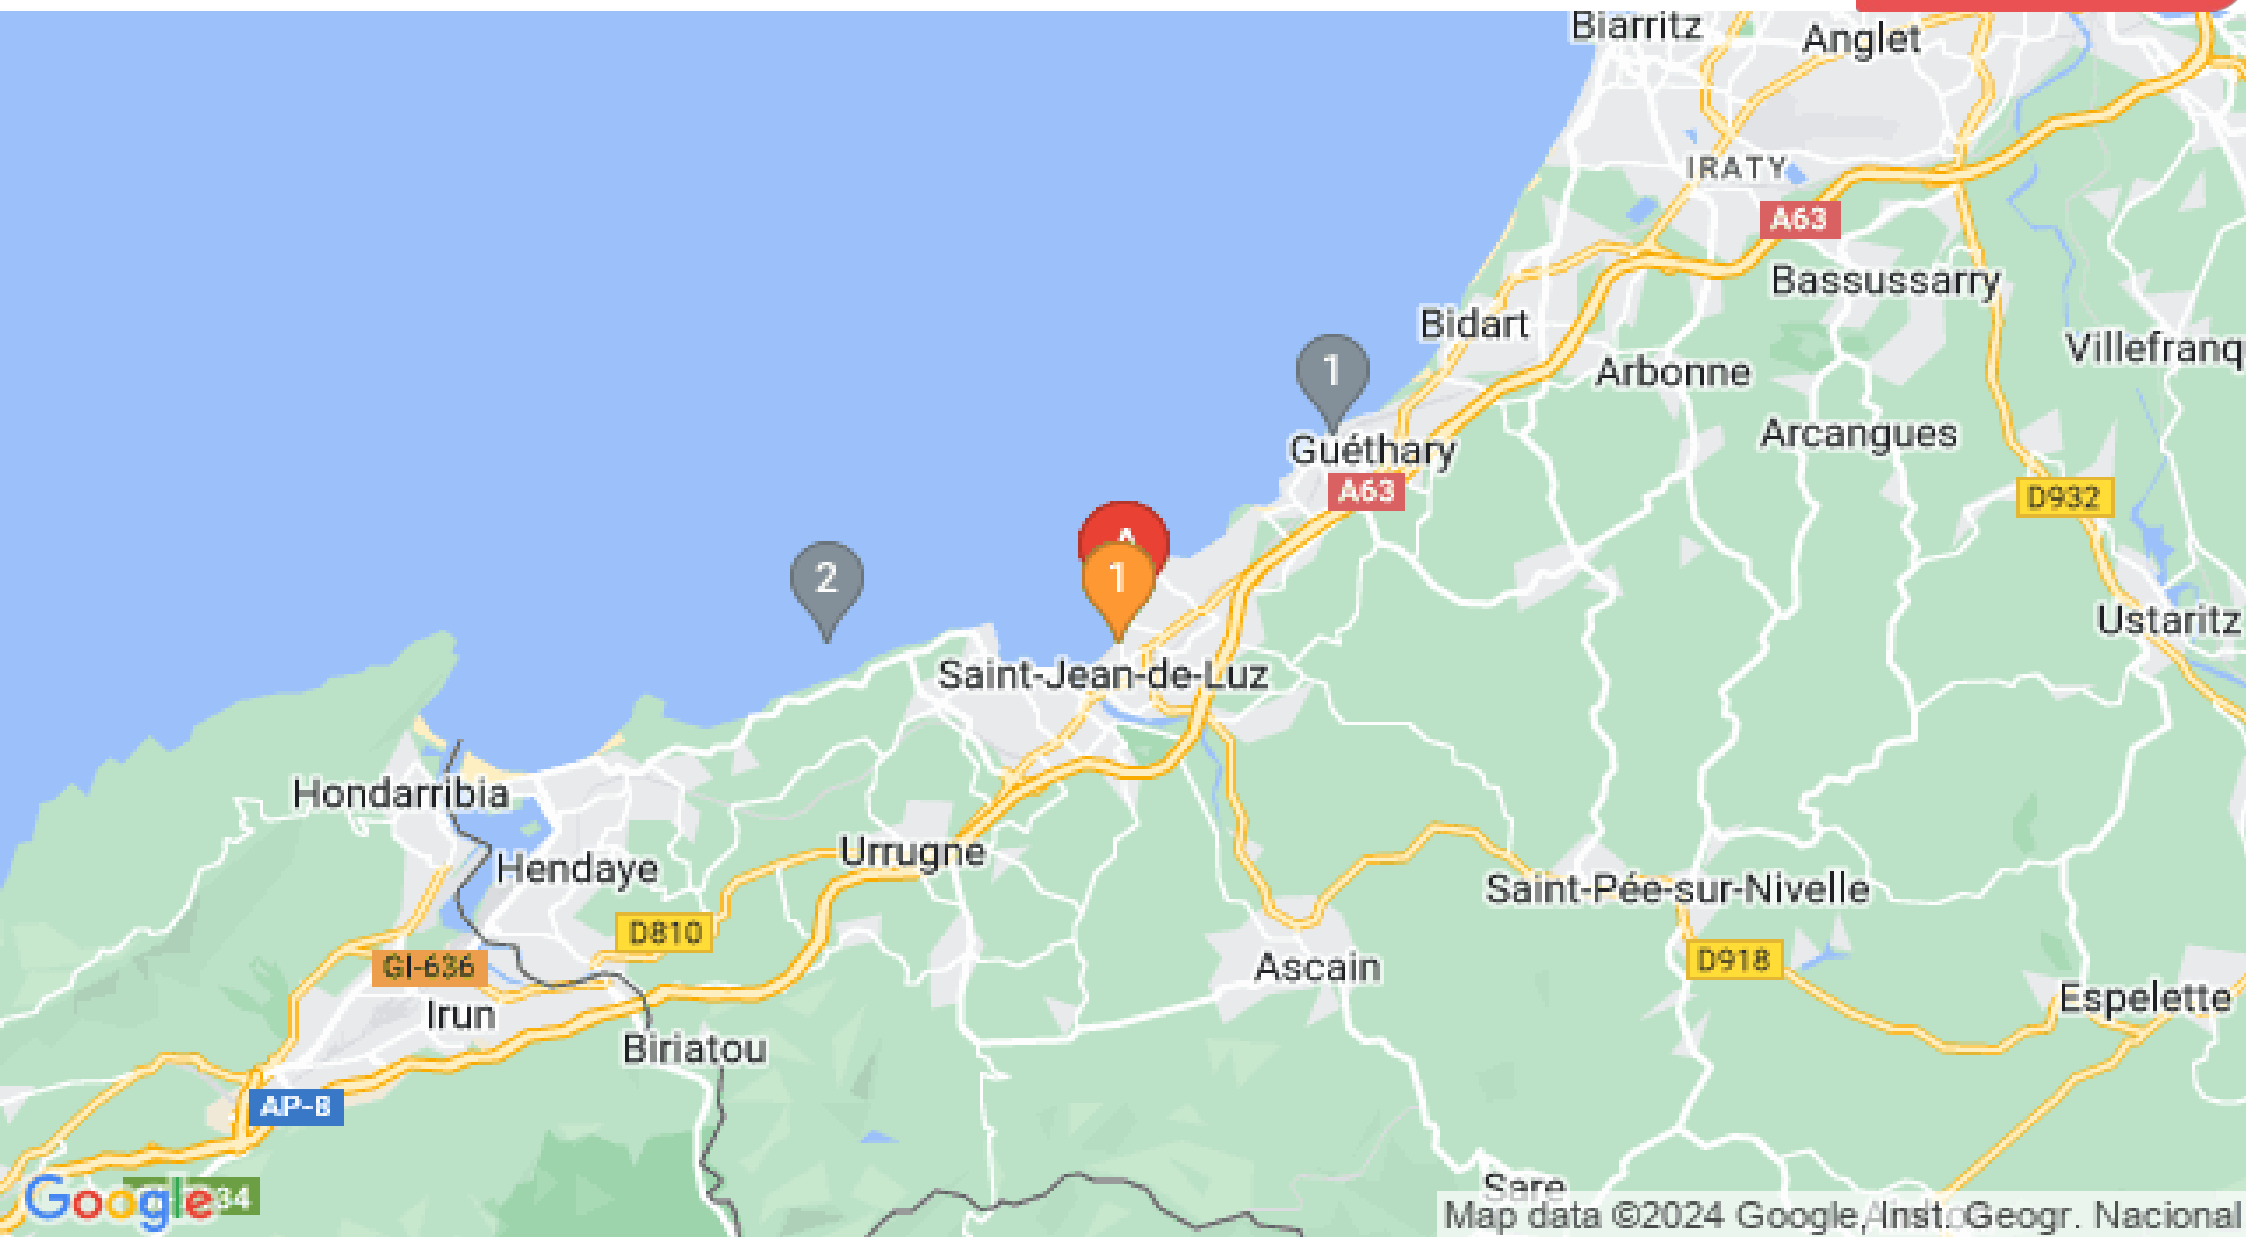 Biarritz
Anglet
IRATY
A63
Bassussarry
Bidart
Villefranq
1
Arbonne
Arcangues
Guéthary
A63
D932
A
2
1
Ustaritz
Saint-Jean-de-Luz
Hondarribia
Urrugne
Hendaye
Saint-Pée-sur-Nivelle
D810
D918
GI-636
Ascain
Espelette
Irun
Biriatou
AP-8
Sare
Google
34
Map data ©2024 Google, Inst. Geogr. Nacional